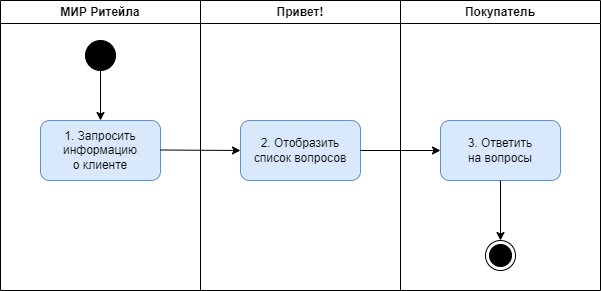 МИР Ритейла
Привет!
Покупатель
1. Запросить
информацию
о клиенте
2. Отобразить
список вопросов
3. Ответить
на вопросы